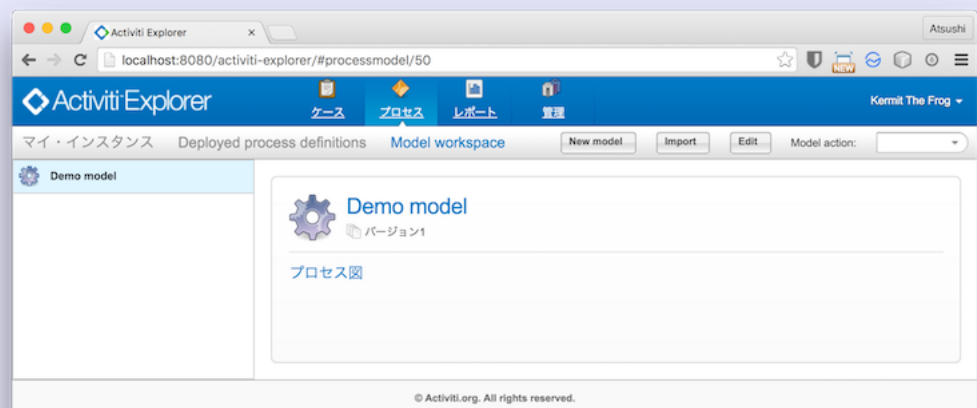 Activiti Explorer
Atsushi
localhost:8080/activiti-explorer/#processmodel/50
NEW
Activiti Explorer
ケース
プロセス
レポート
管理
Kermit The Frog
マイ・インスタンス Deployed process definitions Model workspace
New model
Import
Edit
Model action:
Demo model
Demo model
バージョン1
プロセス図
© Activiti.org. All rights reserved.